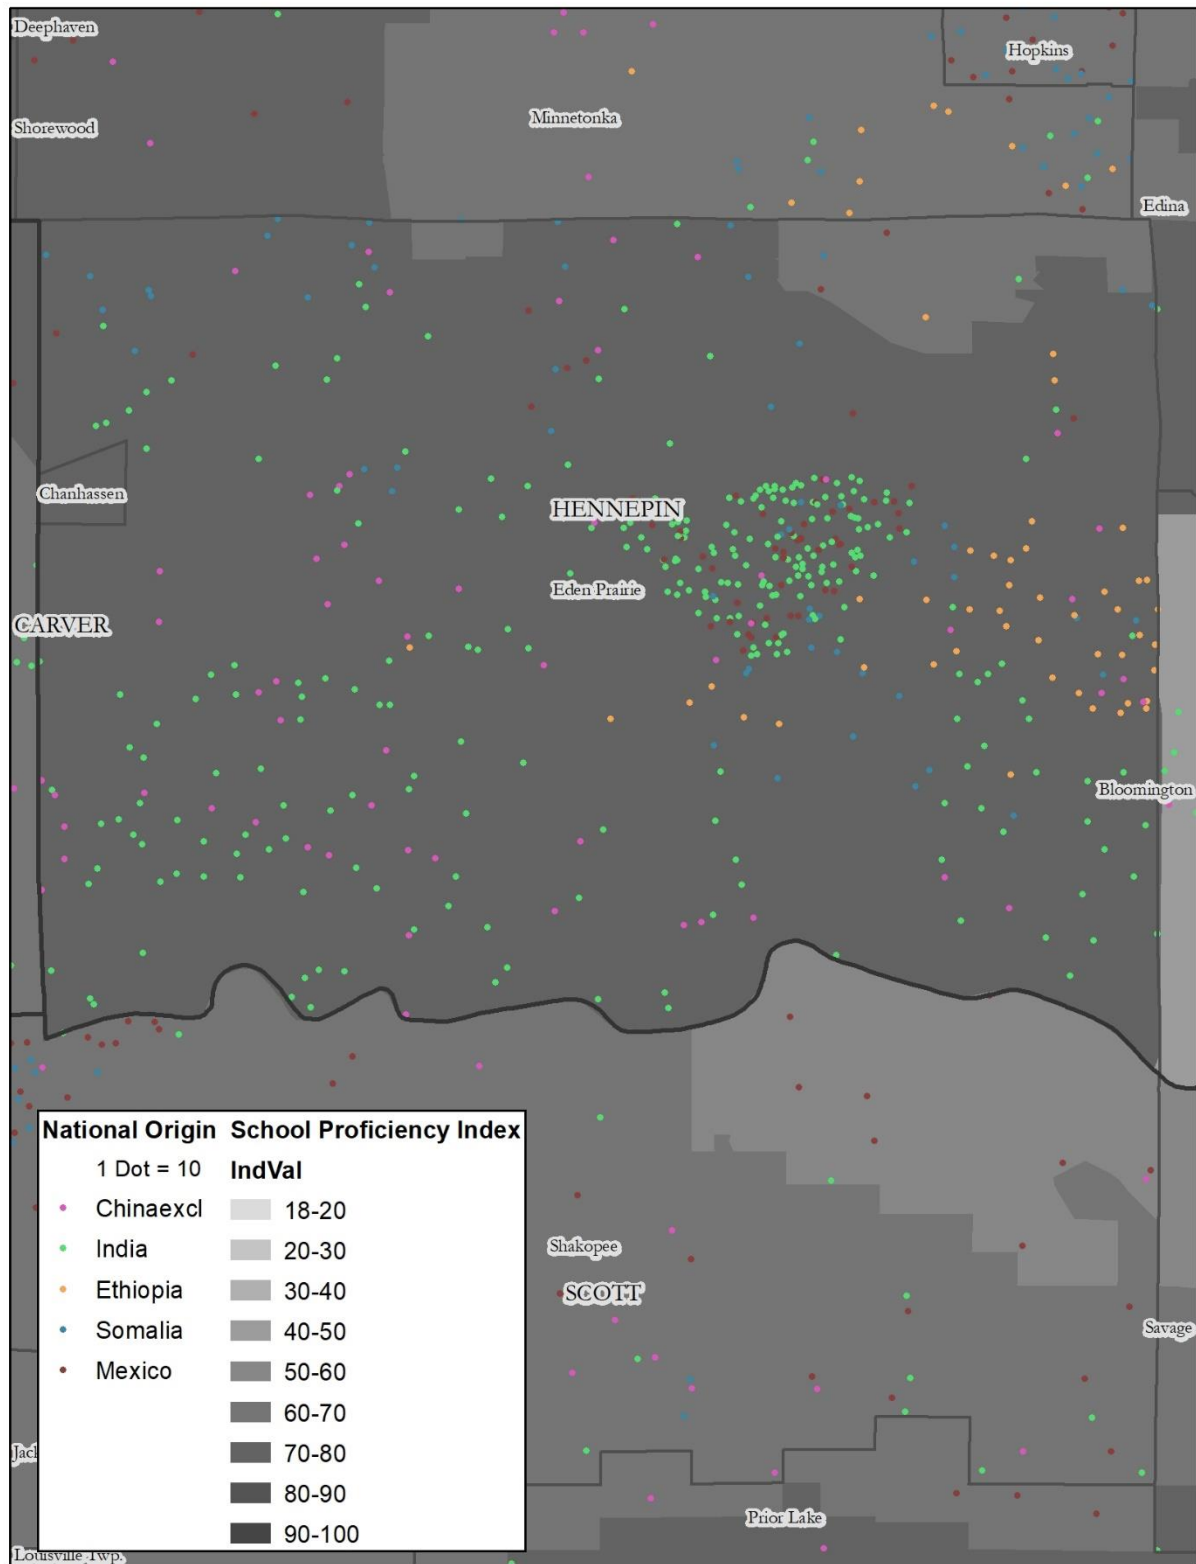 Deephaven
Hopkins
Minnetonka
Shorewood
Edina
Chanhassen
HENNEPIN
Eden Prairie
CARVER
Bloomington
National Origin School Proficiency Index
1 Dot = 10 IndVal
Chinaexcl 18-20
India 20-30
Ethiopia 30-40
Somalia 40-50
Mexico 50-60
60-70
70-80
80-90
90-100
Shakopee
SCOTT
Savage
Jack
Prior Lake
Louisville Twp.